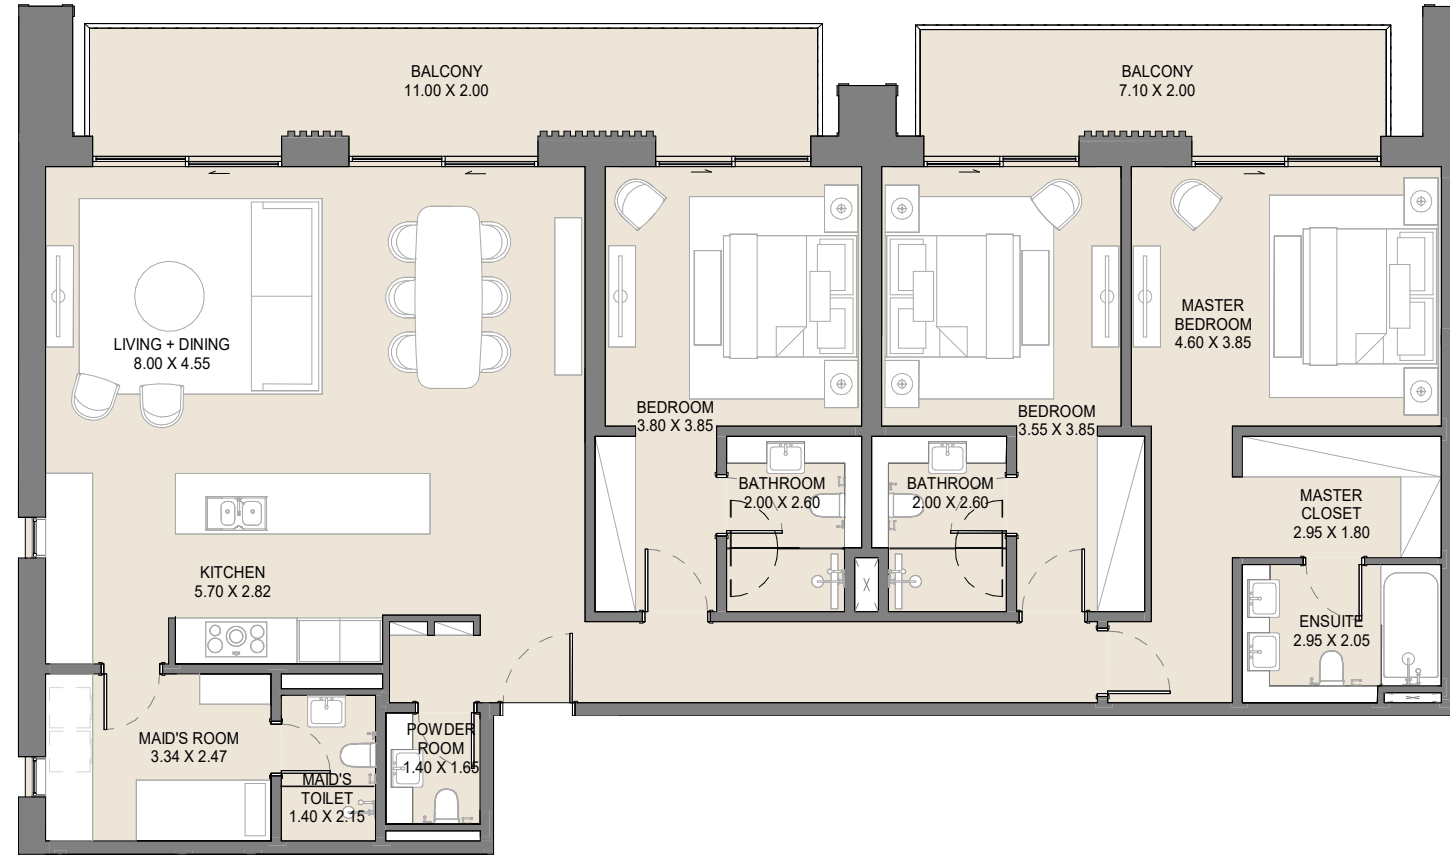 BALCONY
11.00 X 2.00
BALCONY
7.10 X 2.00
LIVING + DINING
8.00 X 4.55
MASTER
BEDROOM
4.60 X 3.85
BEDROOM
3.80 X 3.85
BEDROOM
3.55 X 3.85
BATHROOM
2.00 X 2.60
BATHROOM
2.00 X 2.60
MASTER
CLOSET
2.95 X 1.80
KITCHEN
5.70 X 2.82
ENSUITE
2.95 X 2.05
MAID'S ROOM
3.34 X 2.47
POWDER
ROOM
1.40 X 1.65
MAID'S
TOILET
1.40 X 2.15